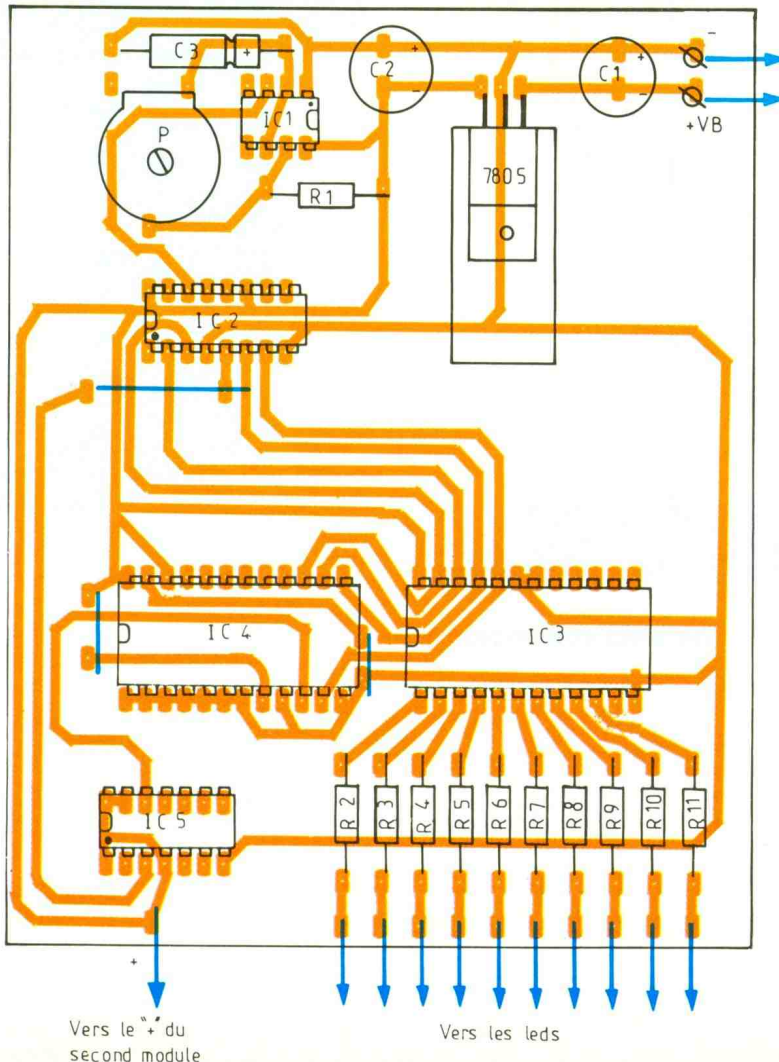 -
C3
+
+
C2
-
+
C1
-
+VB
IC1
P
R1
7805
IC2
IC4
IC3
IC5
R2
R3
R4
R5
R6
R7
R8
R9
R10
R11
+
Vers le "+" du
second module
Vers les leds